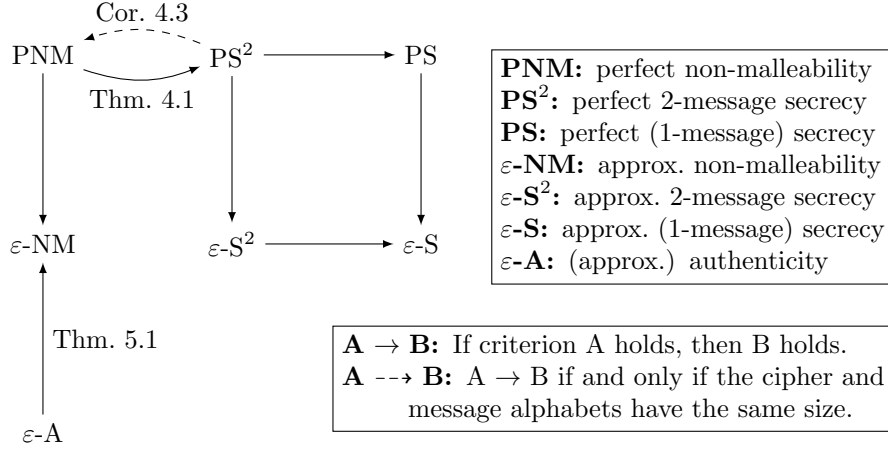 Cor. 4.3
PNM PS² PS
Thm. 4.1
PNM: perfect non-malleability
PS²: perfect 2-message secrecy
PS: perfect (1-message) secrecy
ε-NM: approx. non-malleability
ε-S²: approx. 2-message secrecy
ε-S: approx. (1-message) secrecy
ε-A: (approx.) authenticity
ε-NM ε-S² ε-S
Thm. 5.1
A → B: If criterion A holds, then B holds.
A ⇢ B: A → B if and only if the cipher and
message alphabets have the same size.
ε-A